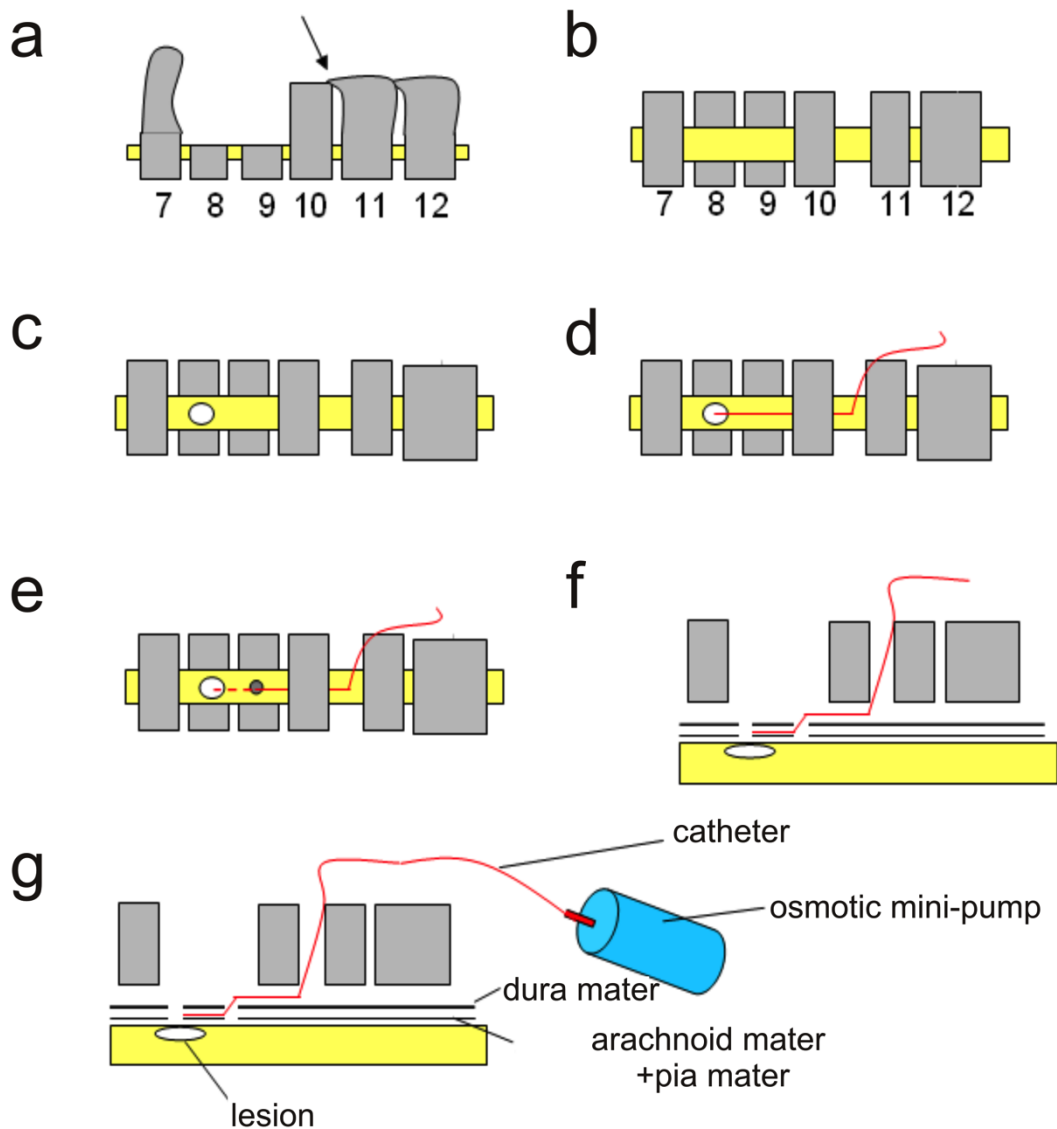 a
b
7 8 9 10 11 12
7 8 9 10 11 12
c
d
e
f
g
catheter
osmotic mini-pump
dura mater
arachnoid mater
+pia mater
lesion